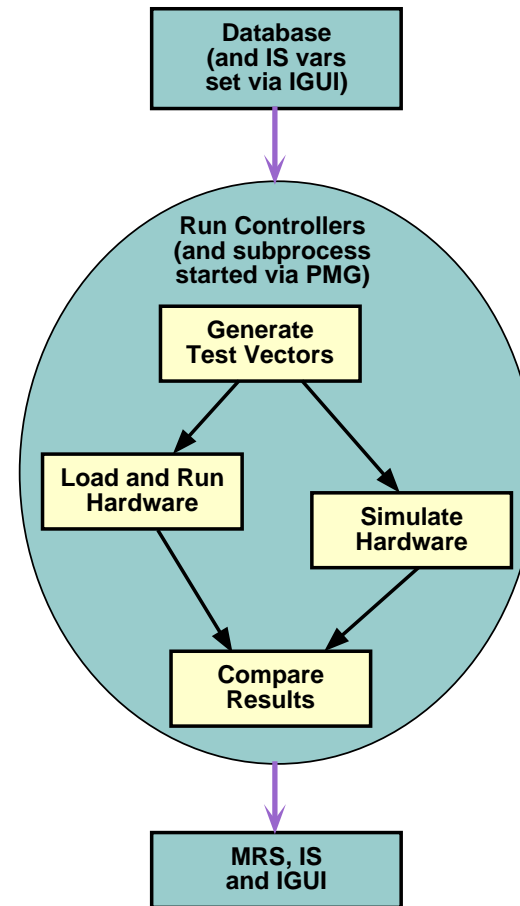 Database
(and IS vars
set via IGUI)
Run Controllers
(and subprocess
started via PMG)
Generate
Test Vectors
Load and Run
Hardware
Simulate
Hardware
Compare
Results
MRS, IS
and IGUI